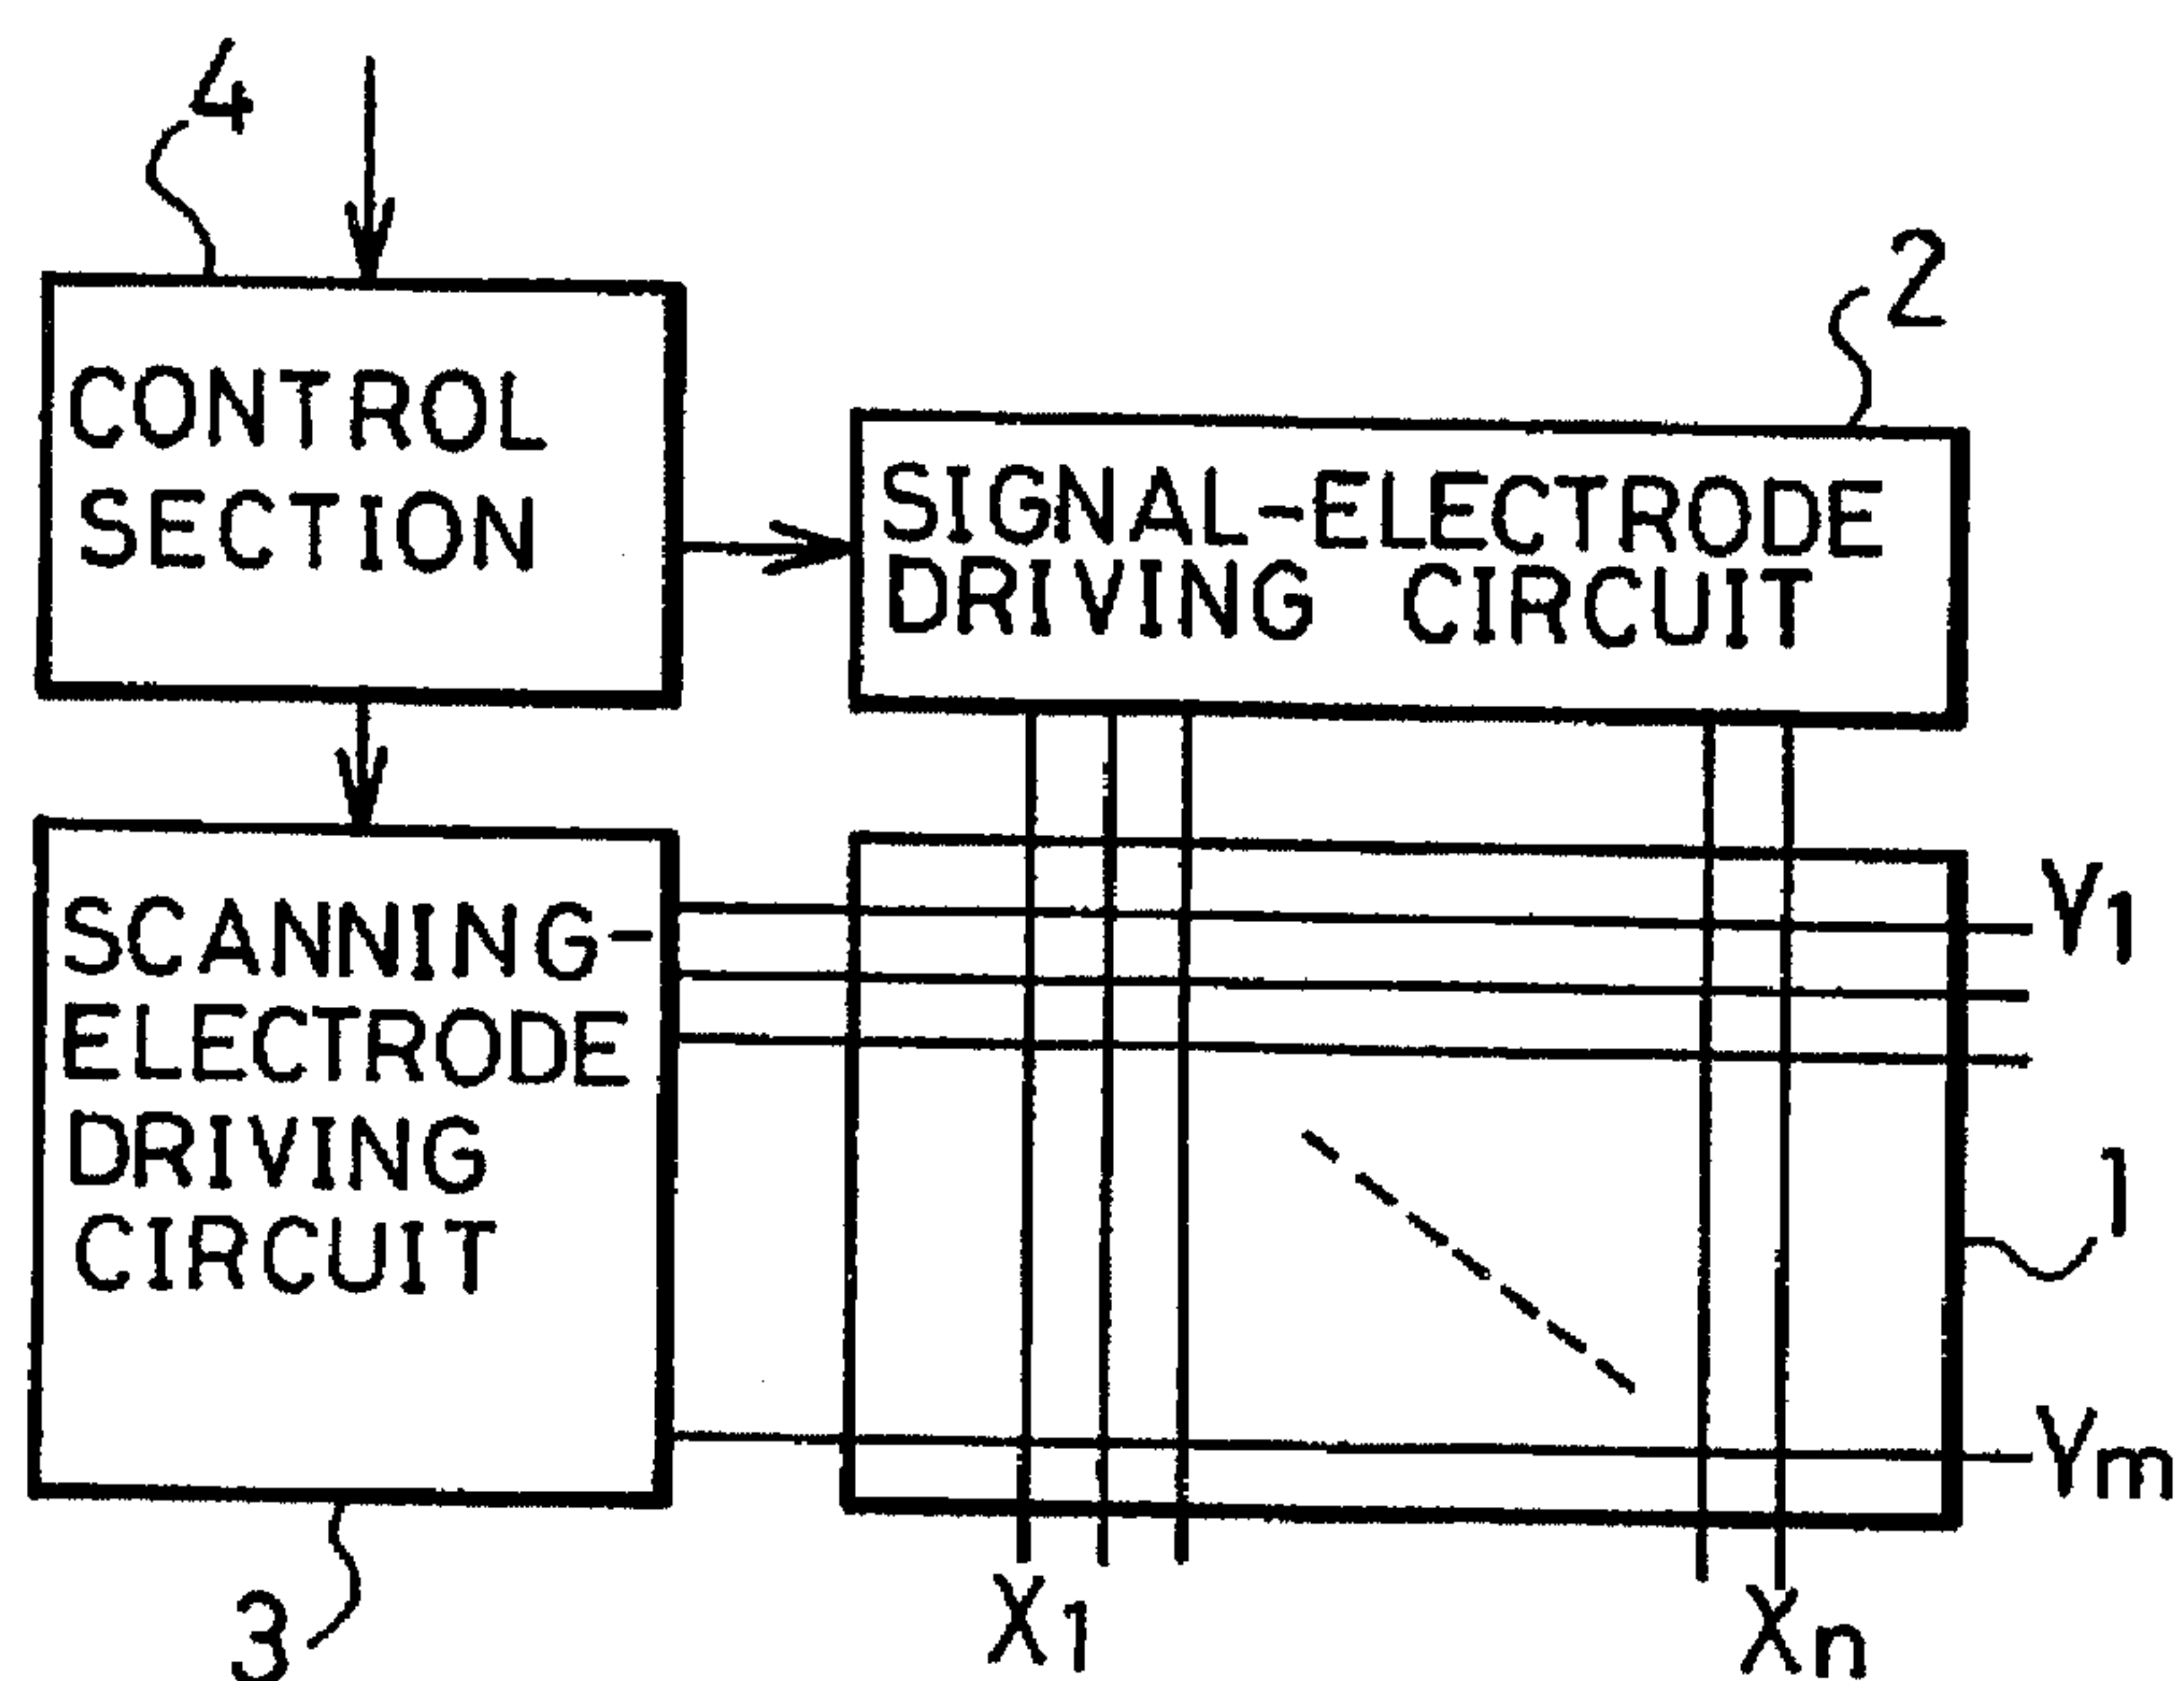 4
CONTROL
SECTION
2
SIGNAL-ELECTRODE
DRIVING CIRCUIT
SCANNING-
ELECTRODE
DRIVING
CIRCUIT
Y1
1
Ym
3
X1
Xn